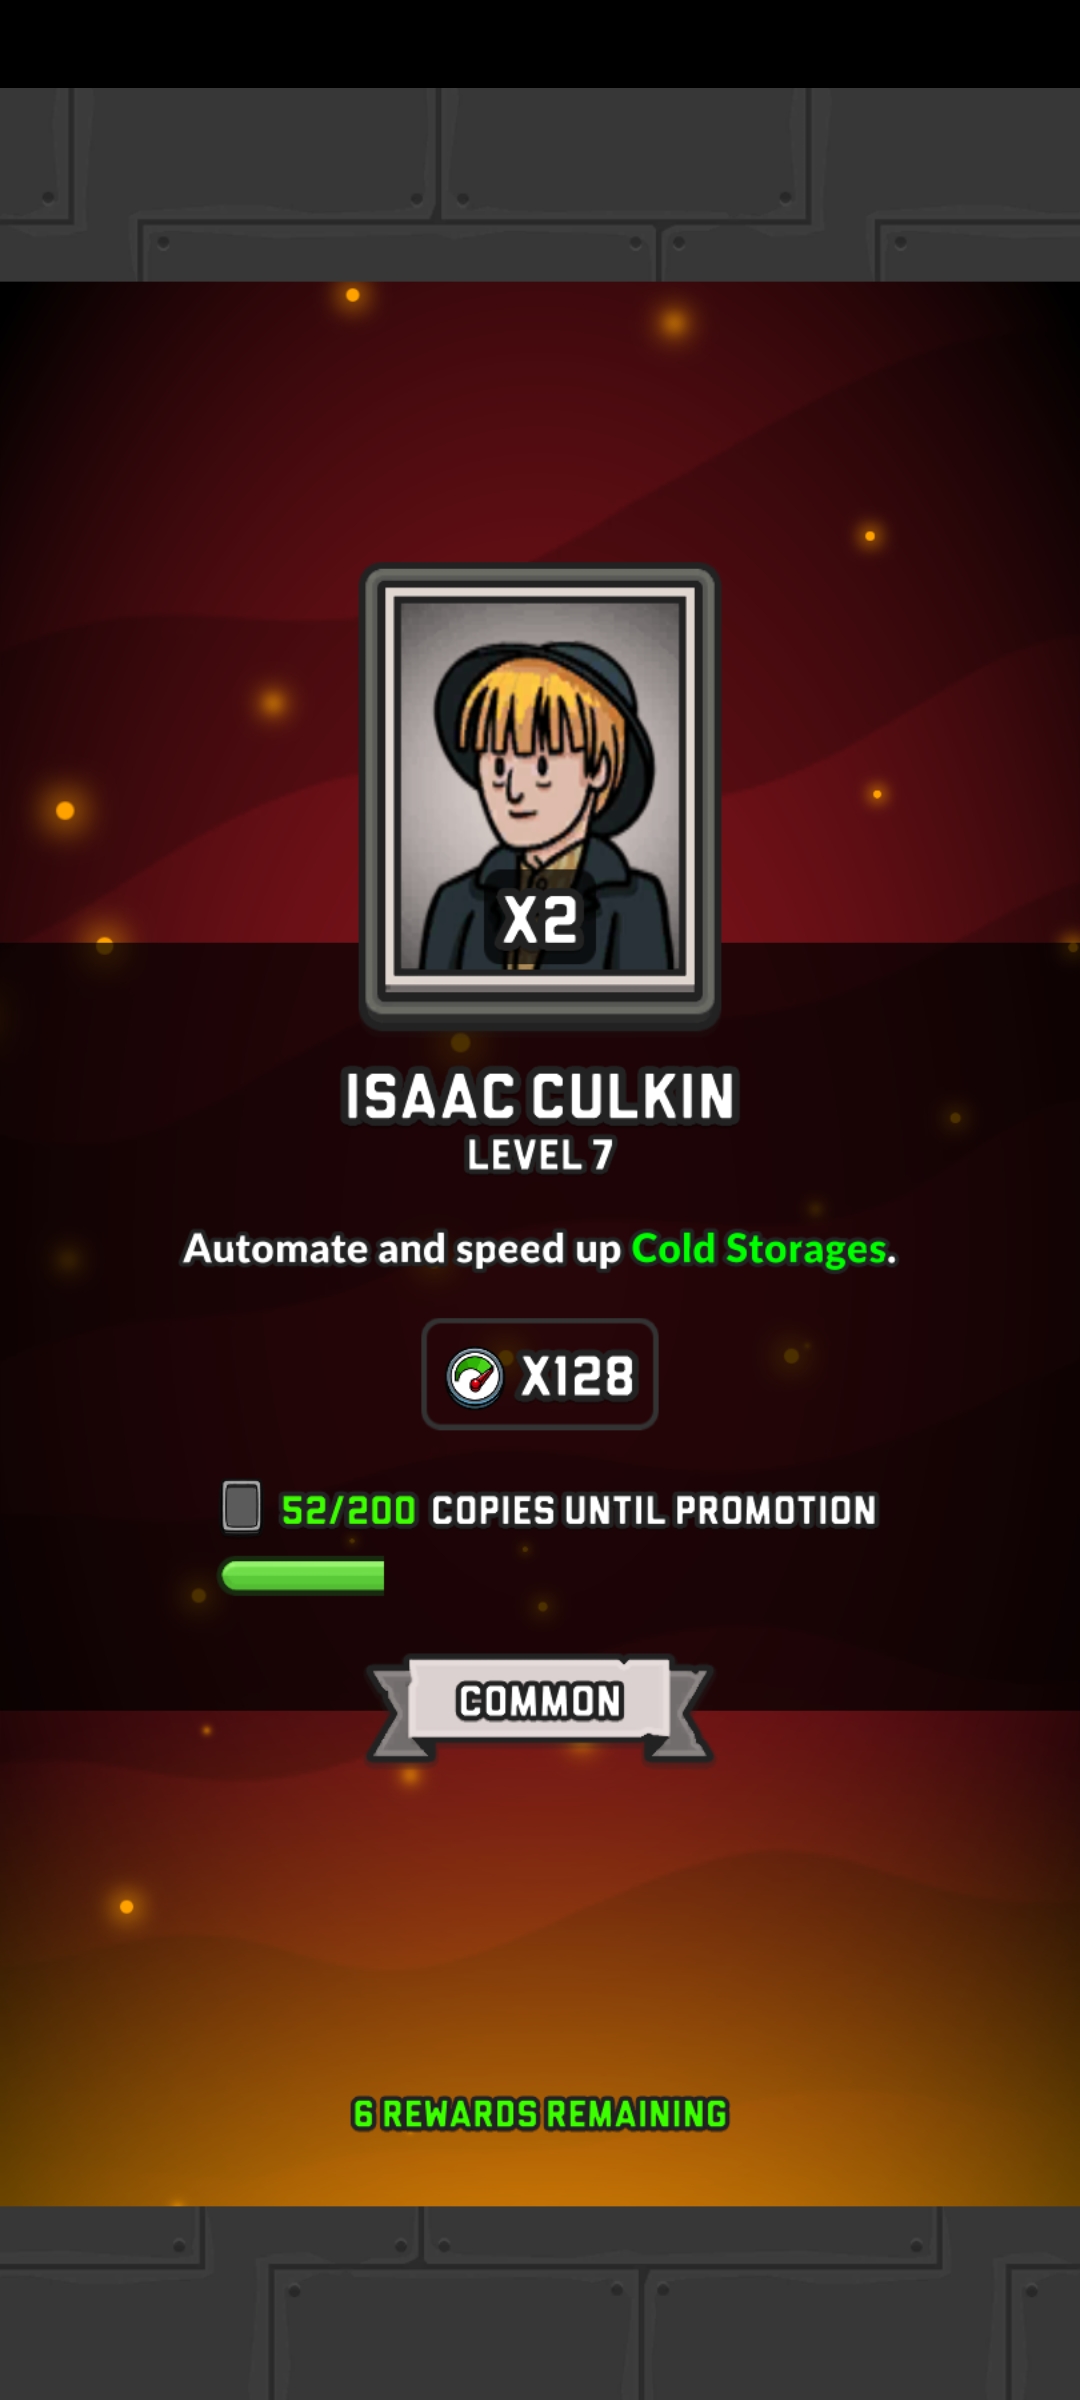 X2
ISAAC CULKIN
LEVEL 7
Automate and speed up Cold Storages.
X128
52/200 COPIES UNTIL PROMOTION
COMMON
6 REWARDS REMAINING